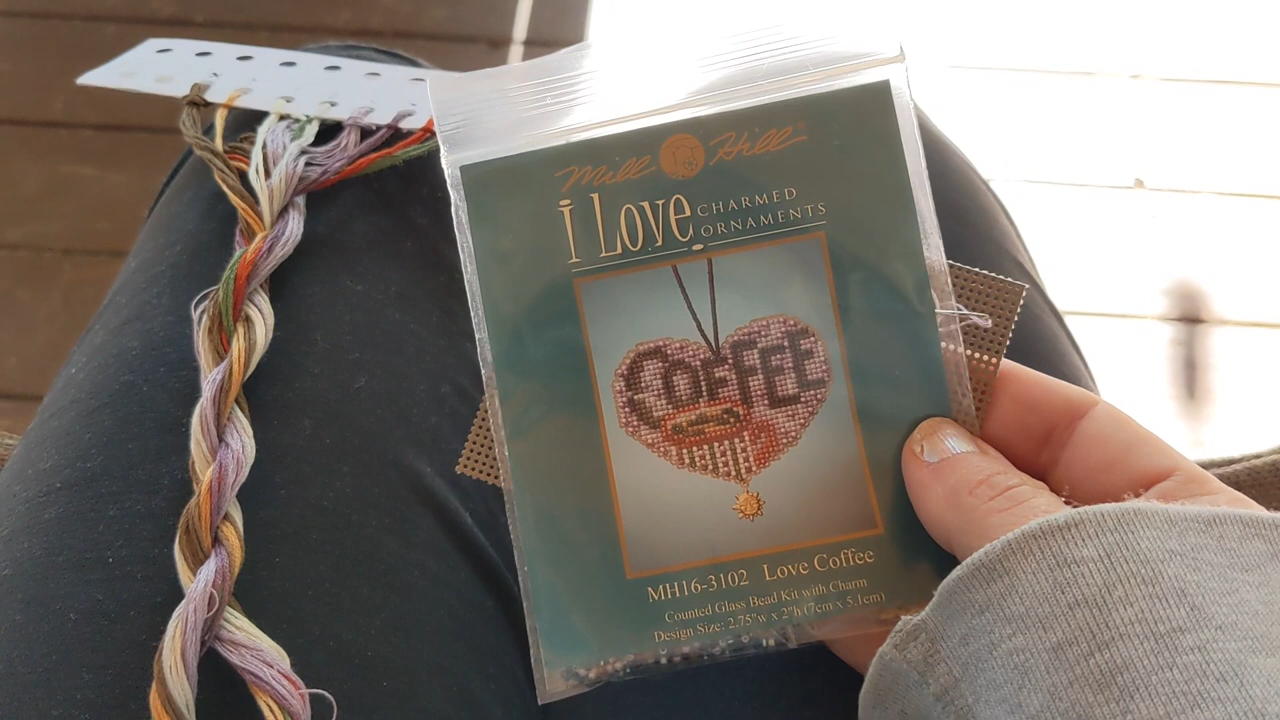 Mill Hill
I Love CHARMED
ORNAMENTS
COFFEE
MH16-3102 Love Coffee
Counted Glass Bead Kit with Charm
Design Size: 2.75"w x 2"h (7cm x 5.1cm)